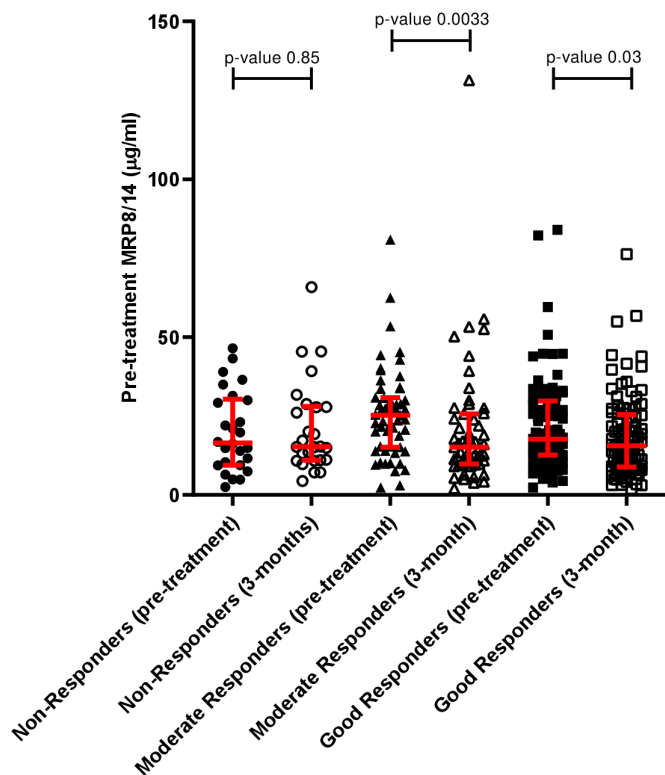 150
p-value 0.0033
p-value 0.85
p-value 0.03
Pre-treatment MRP8/14 (μg/ml)
100
50
0
Non-Responders (pre-treatment)
Non-Responders (3-months)
Moderate Responders (pre-treatment)
Moderate Responders (3-month)
Good Responders (pre-treatment)
Good Responders (3-month)